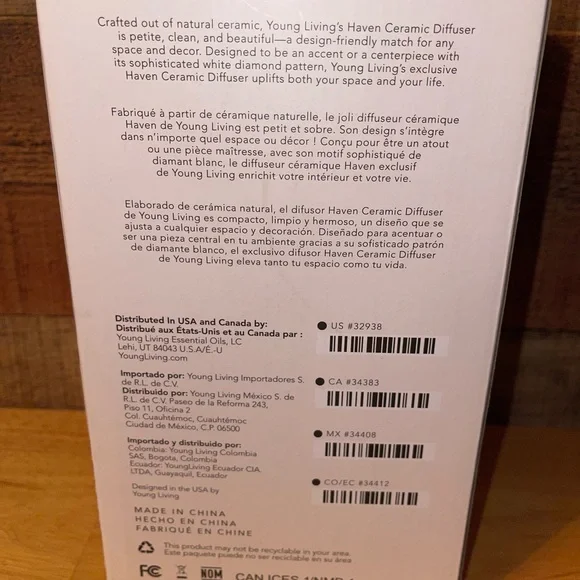 Crafted out of natural ceramic, Young Living's Haven Ceramic Diffuser
is petite, clean, and beautiful—a design-friendly match for any
space and decor. Designed to be an accent or a centerpiece with
its sophisticated white diamond pattern, Young Living's exclusive
Haven Ceramic Diffuser uplifts both your space and your life.
Fabriqué à partir de céramique naturelle, le joli diffuseur céramique
Haven de Young Living est petit et sobre. Son design s'intègre
dans n'importe quel espace ou décor ! Conçu pour être un atout
ou une pièce maîtresse, avec son motif sophistiqué de
diamant blanc, le diffuseur céramique Haven exclusif
de Young Living enrichit votre intérieur et votre vie.
Elaborado de cerámica natural, el difusor Haven Ceramic Diffuser
de Young Living es compacto, limpio y hermoso, un diseño que se
ajusta a cualquier espacio y decoración. Diseñado para acentuar o
ser una pieza central en tu ambiente gracias a su sofisticado patrón
de diamante blanco, el exclusivo difusor Haven Ceramic Diffuser
de Young Living eleva tanto tu espacio como tu vida.
Distributed In USA and Canada by:
Distribué aux États-Unis et au Canada par :
Young Living Essential Oils, LC
Lehi, UT 84043 U.S.A/É.-U
YoungLiving.com
Importado por: Young Living Importadores S.
de R.L. de C.V.
Distribuido por: Young Living México S. de
R.L. de C.V. Paseo de la Reforma 243,
Piso 11, Oficina 2
Col. Cuauhtémoc, Cuauhtémoc
Ciudad de México, C.P. 06500
Importado y distribuido por:
Colombia: Young Living Colombia
SAS, Bogota, Colombia
Ecuador: YoungLiving Ecuador CIA.
LTDA, Guayaquil, Ecuador
Designed in the USA by
Young Living
US #32938
CA #34383
MX #34408
CO/EC #34412
MADE IN CHINA
HECHO EN CHINA
FABRIQUÉ EN CHINE
This product may not be recyclable in your area
Este paquete puede no ser reciclable en su área
FC NOM CAN ICES